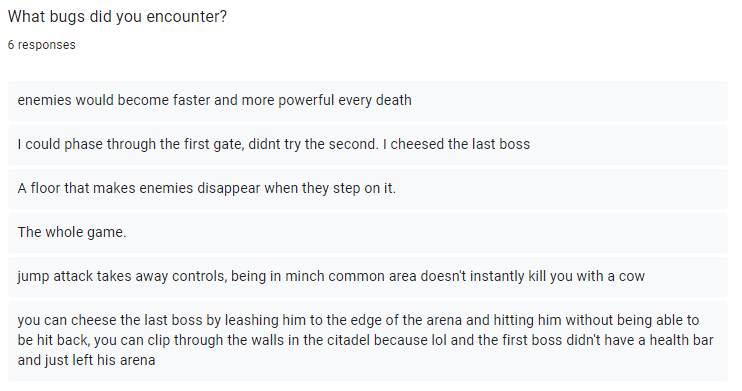 What bugs did you encounter?
6 responses
enemies would become faster and more powerful every death
I could phase through the first gate, didnt try the second. I cheesed the last boss
A floor that makes enemies disappear when they step on it.
The whole game.
jump attack takes away controls, being in minch common area doesn't instantly kill you with a cow
you can cheese the last boss by leashing him to the edge of the arena and hitting him without being able to
be hit back, you can clip through the walls in the citadel because lol and the first boss didn't have a health bar
and just left his arena